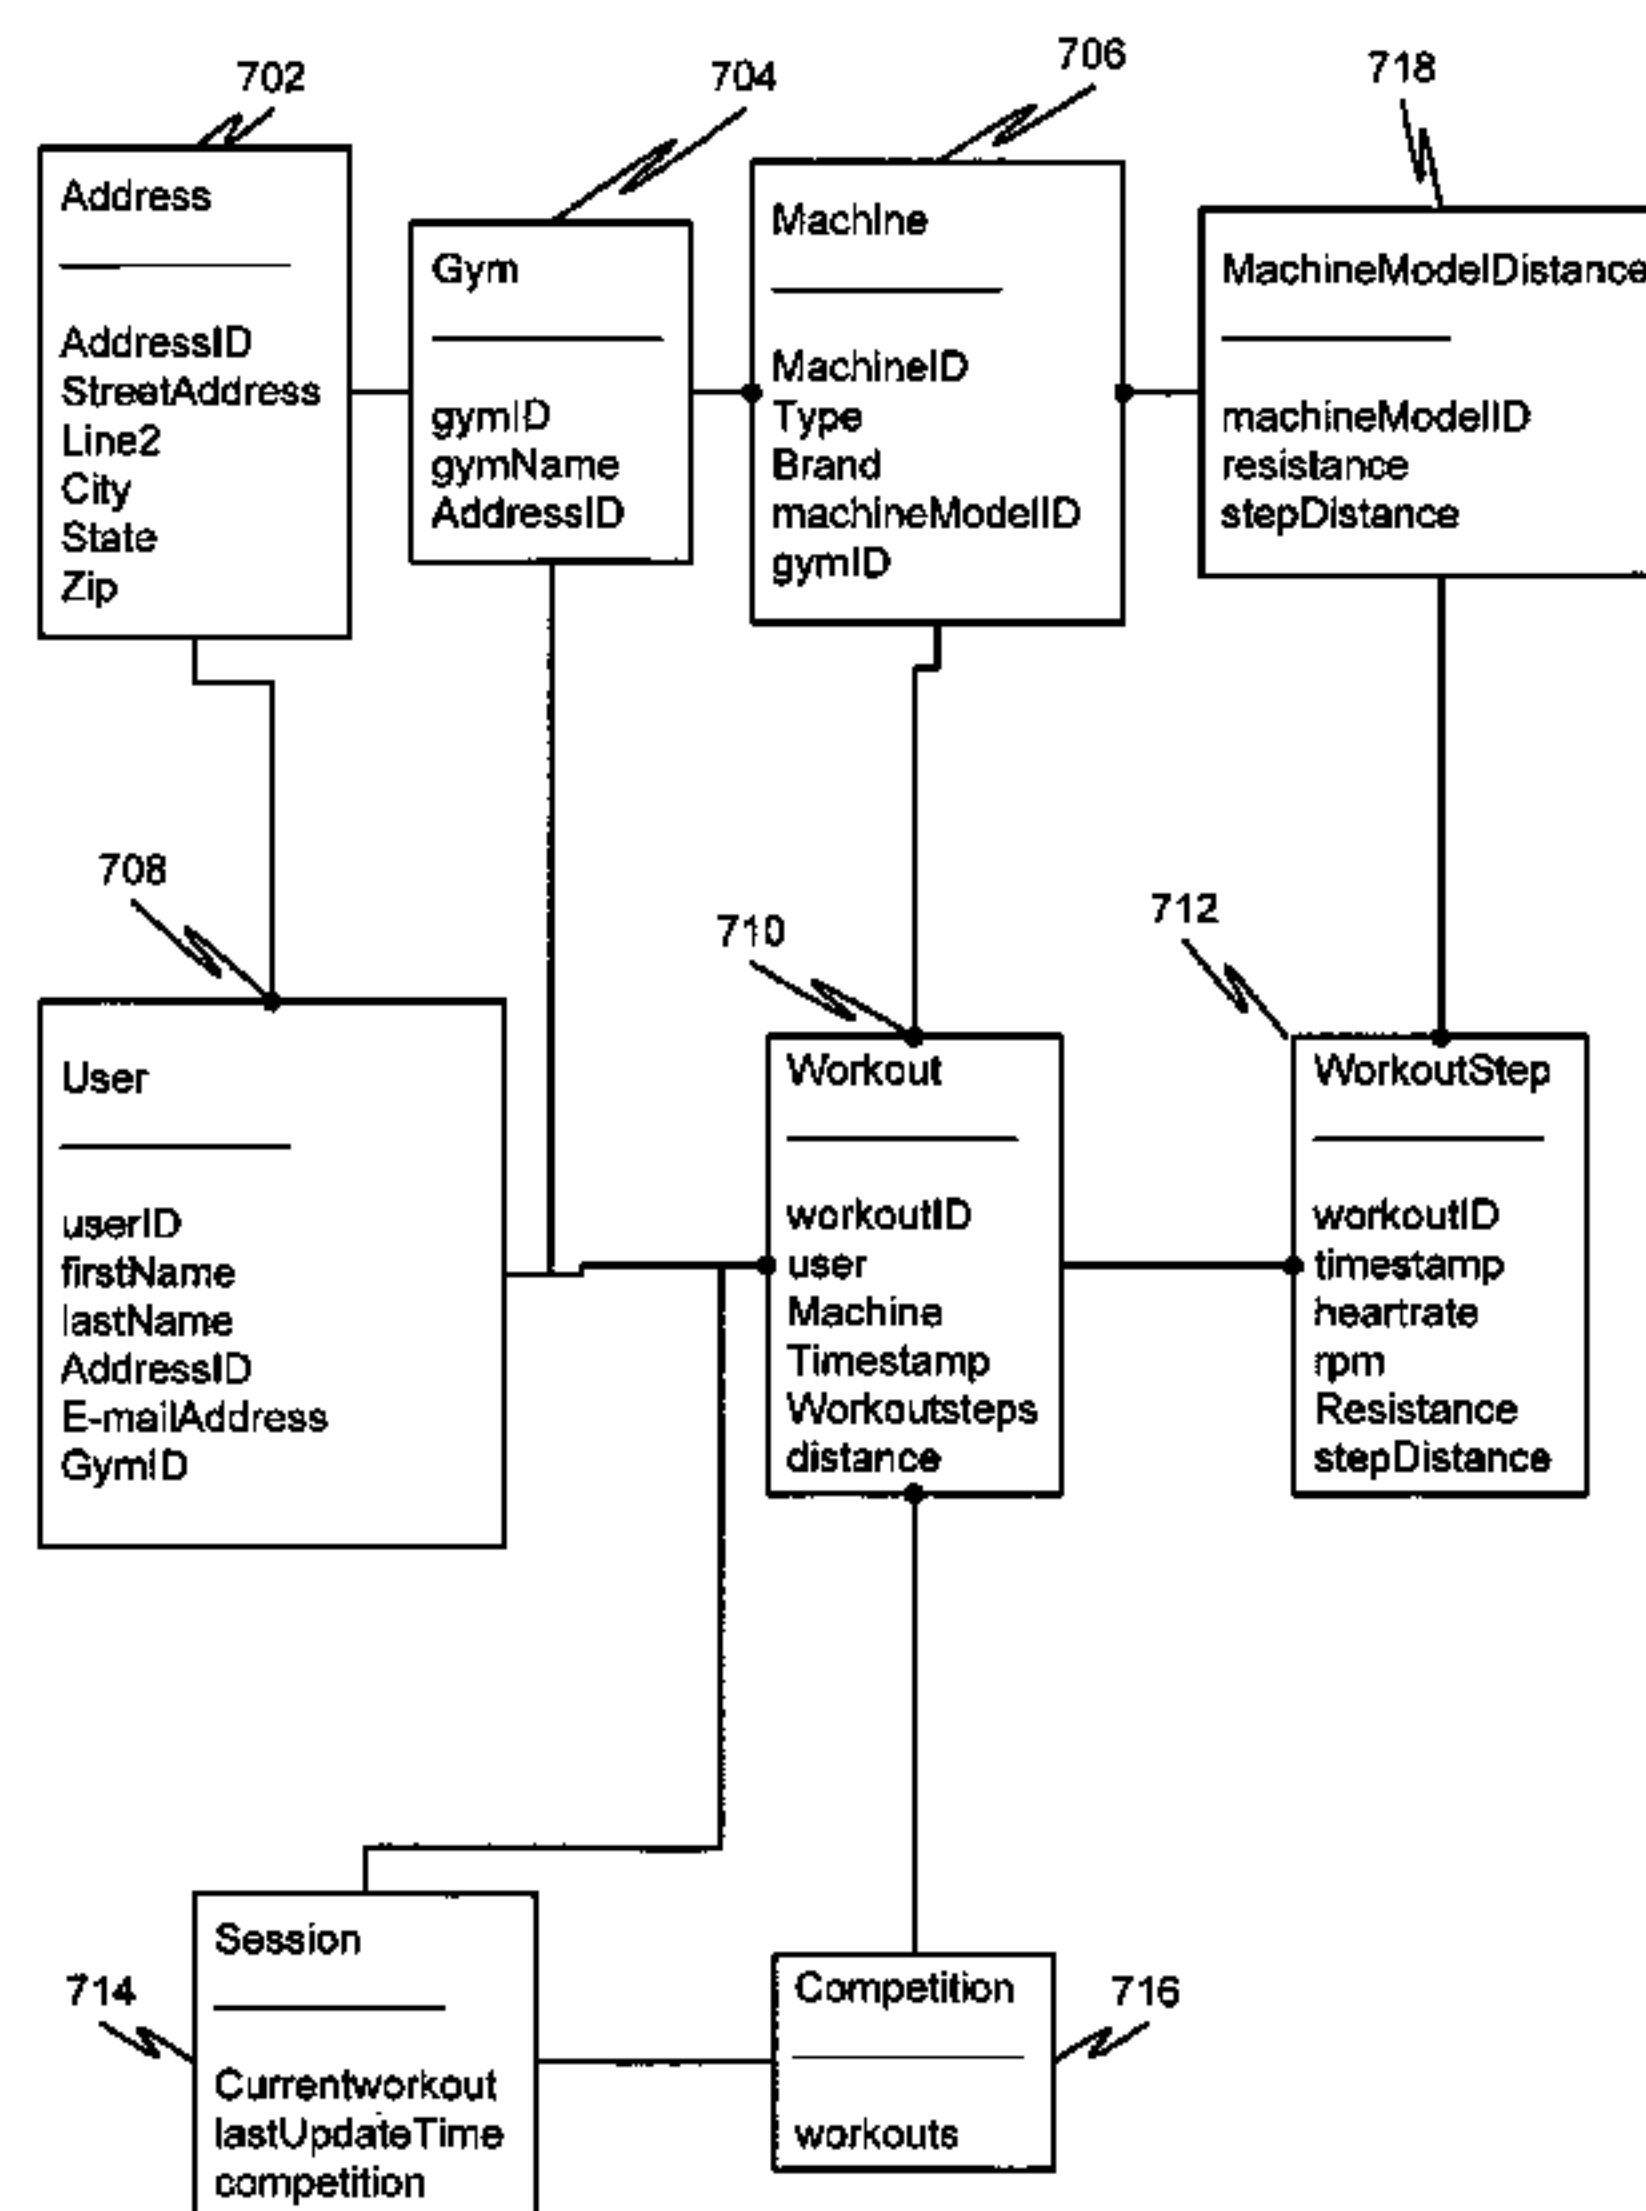 702
704
706
718
Address
AddressID
StreetAddress
Line2
City
State
Zip
Gym
gymID
gymName
AddressID
Machine
MachineID
Type
Brand
machineModelID
gymID
MachineModelDistance
machineModelID
resistance
stepDistance
708
710
712
User
userID
firstName
lastName
AddressID
E-mailAddress
GymID
Workout
workoutID
user
Machine
Timestamp
Workoutsteps
distance
WorkoutStep
workoutID
timestamp
heartrate
rpm
Resistance
stepDistance
714
Session
Currentworkout
lastUpdateTime
competition
Competition
workouts
716